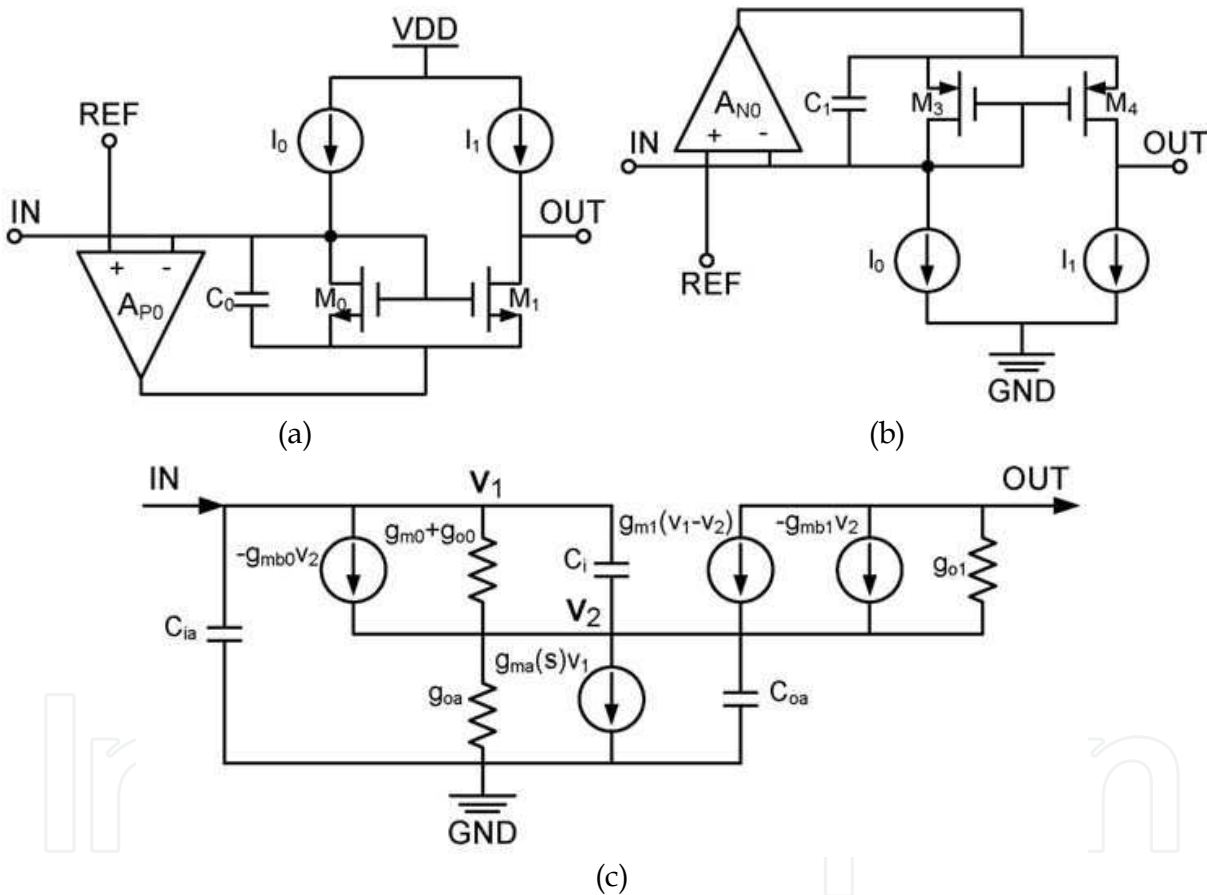 VDD
REF
I0
I1
IN
OUT
+ -
AP0
C0
M0
M1
(a)
AN0
+ -
C1
M3
M4
IN
OUT
REF
I0
I1
GND
(b)
IN
V1
OUT
-gmb0v2
gm0+go0
Ci
gm1(v1-v2)
-gmb1v2
go1
Cia
V2
goa
gma(s)v1
Coa
GND
(c)